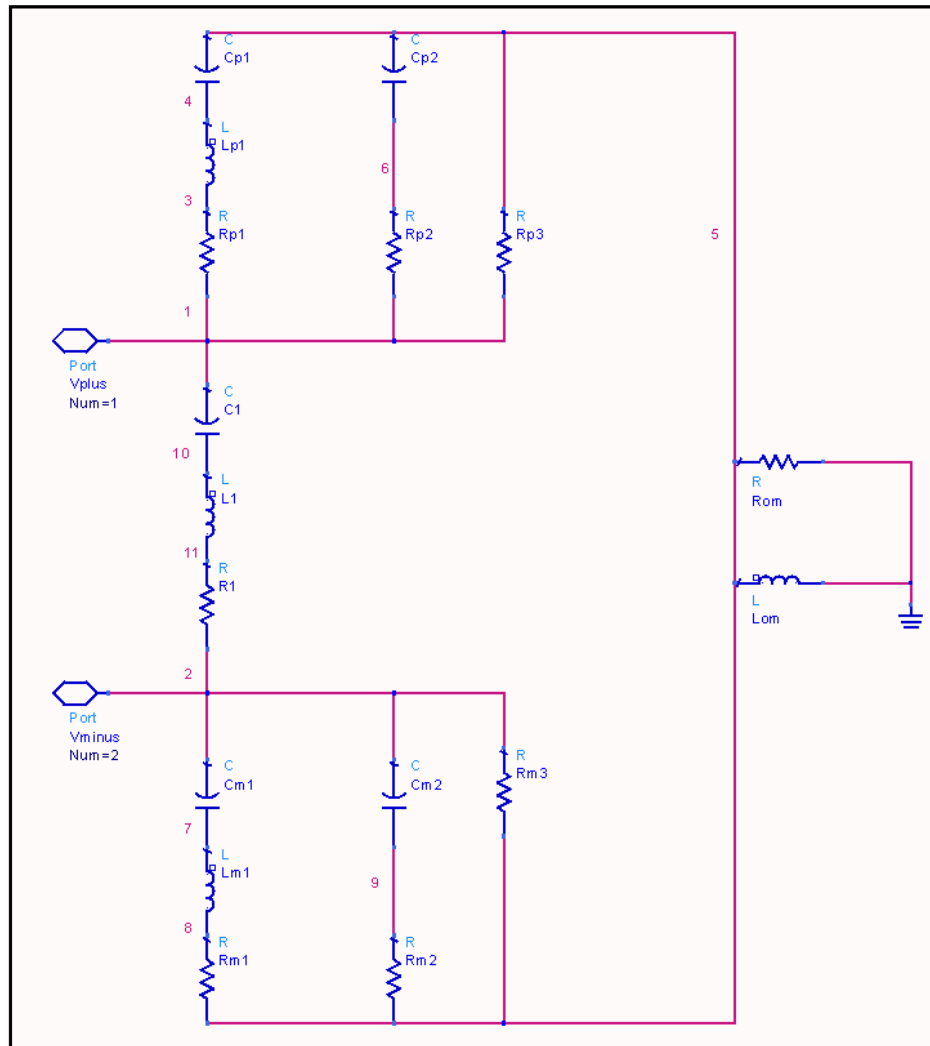 C
Cp1
C
Cp2
4
L
Lp1
6
3
R
Rp1
R
Rp2
R
Rp3
5
1
Port
Vplus
Num=1
C
C1
10
L
L1
11
R
R1
R
Rom
L
Lom
2
Port
Vminus
Num=2
C
Cm1
C
Cm2
R
Rm3
7
L
Lm1
9
8
R
Rm1
R
Rm2